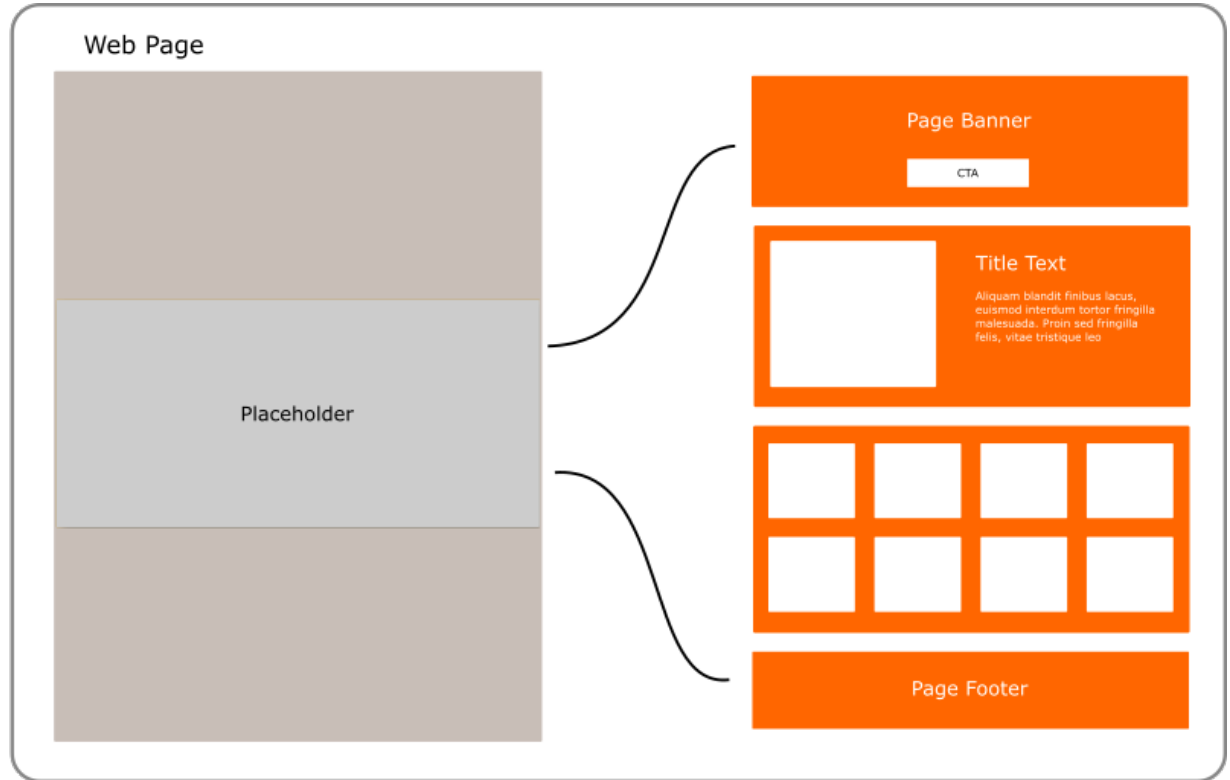 Web Page
Placeholder
Page Banner
CTA
Title Text
Aliquam blandit finibus lacus,
euismod interdum tortor fringilla
malesuada. Proin sed fringilla
felis, vitae tristique leo
Page Footer